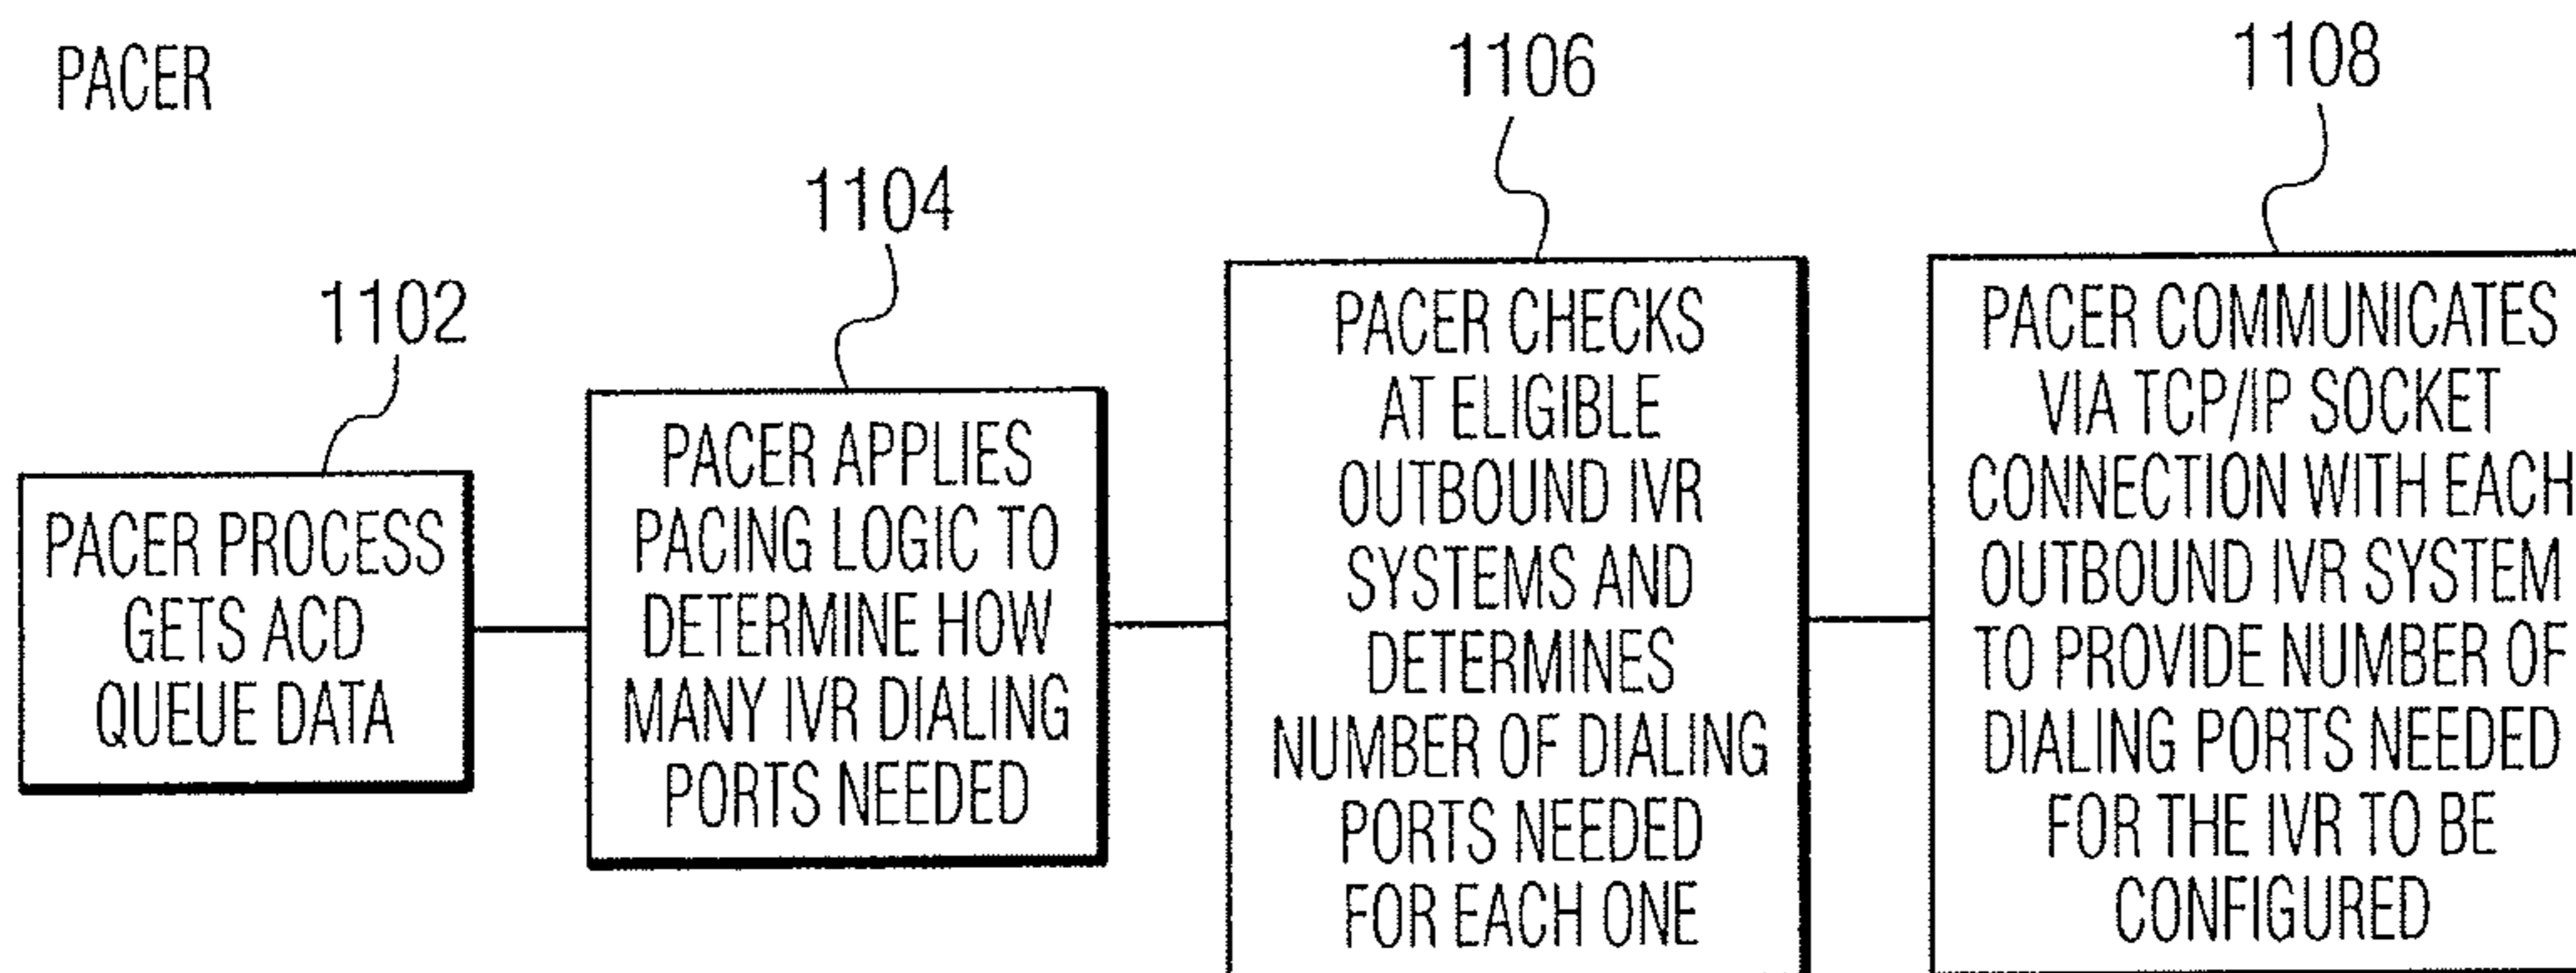 PACER
1102
PACER PROCESS
GETS ACD
QUEUE DATA
1104
PACER APPLIES
PACING LOGIC TO
DETERMINE HOW
MANY IVR DIALING
PORTS NEEDED
1106
PACER CHECKS
AT ELIGIBLE
OUTBOUND IVR
SYSTEMS AND
DETERMINES
NUMBER OF DIALING
PORTS NEEDED
FOR EACH ONE
1108
PACER COMMUNICATES
VIA TCP/IP SOCKET
CONNECTION WITH EACH
OUTBOUND IVR SYSTEM
TO PROVIDE NUMBER OF
DIALING PORTS NEEDED
FOR THE IVR TO BE
CONFIGURED